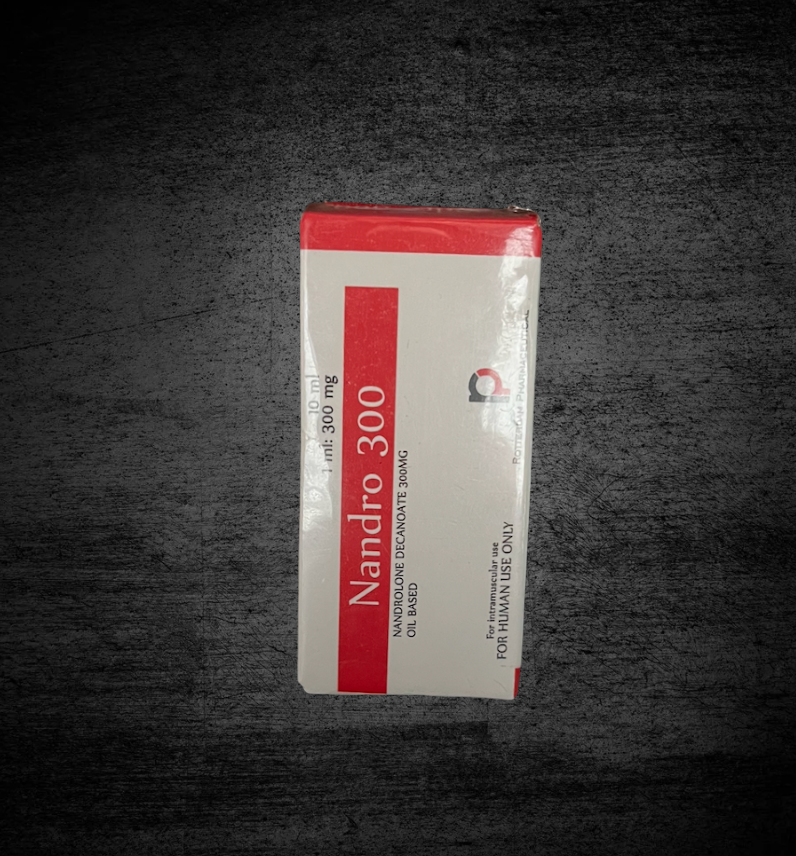 10 ml
1 ml: 300 mg
Nandro 300
NANDROLONE DECANOATE 300MG
OIL BASED
ROTTERDAM PHARMACEUTICAL
For intramuscular use
FOR HUMAN USE ONLY